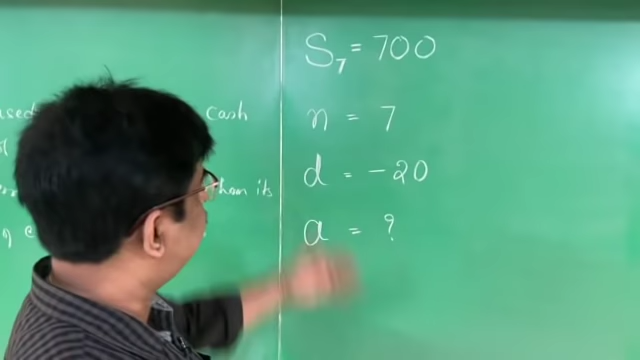 cash
than its
S₇ = 700
n = 7
d = -20
a = ?